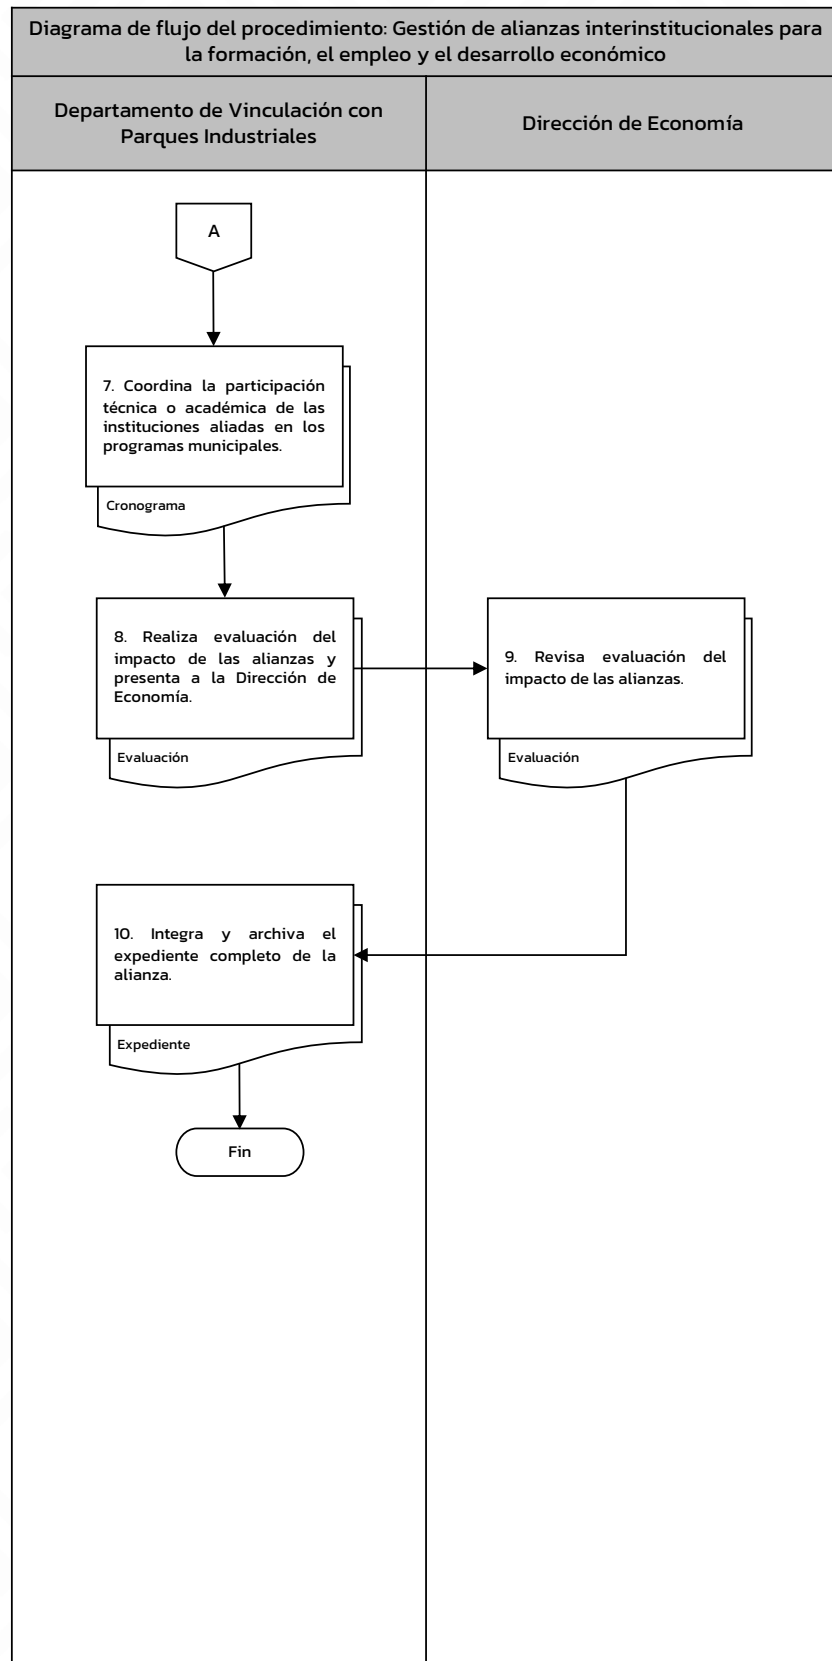 Diagrama de flujo del procedimiento: Gestión de alianzas interinstitucionales para
la formación, el empleo y el desarrollo económico
Departamento de Vinculación con
Parques Industriales
Dirección de Economía
A
7. Coordina la participación
técnica o académica de las
instituciones aliadas en los
programas municipales.
Cronograma
8. Realiza evaluación del
impacto de las alianzas y
presenta a la Dirección de
Economía.
Evaluación
9. Revisa evaluación del
impacto de las alianzas.
Evaluación
10. Integra y archiva el
expediente completo de la
alianza.
Expediente
Fin